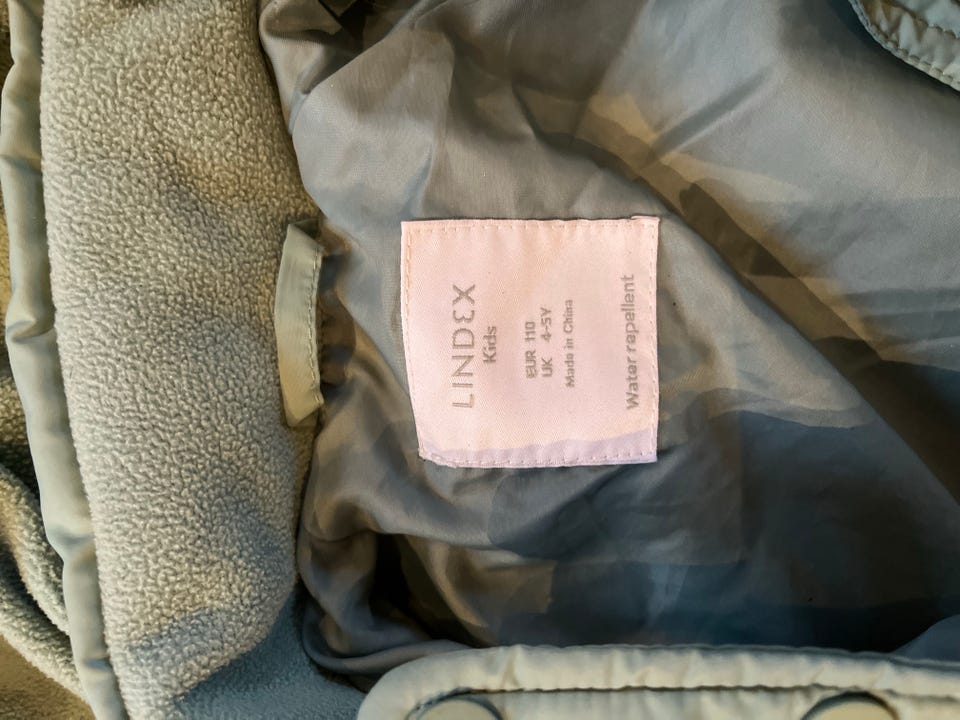 LINDEX
Kids
EUR 110
UK 4-5Y
Made in China
Water repellent